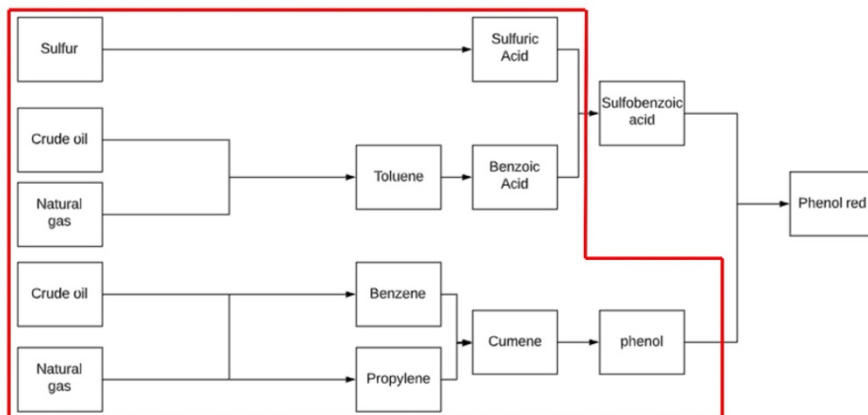 Sulfur
Sulfuric
Acid
Sulfobenzoic
acid
Crude oil
Toluene
Benzoic
Acid
Natural
gas
Phenol red
Crude oil
Benzene
Cumene
phenol
Natural
gas
Propylene